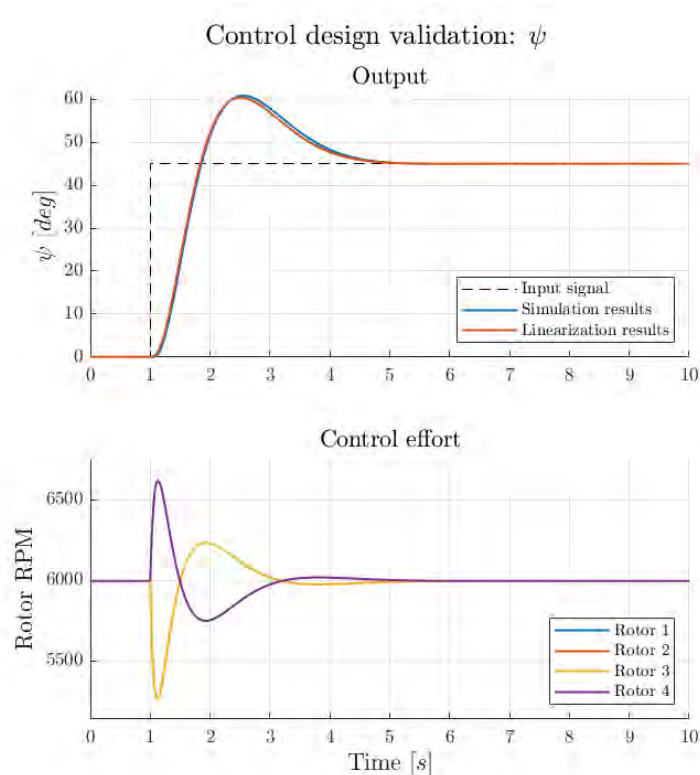 Control design validation: ψ
Output
60
50
40
30
20
10
0
ψ [deg]
Input signal
Simulation results
Linearization results
0 1 2 3 4 5 6 7 8 9 10
Control effort
6500
6000
5500
Rotor RPM
Rotor 1
Rotor 2
Rotor 3
Rotor 4
0 1 2 3 4 5 6 7 8 9 10
Time [s]